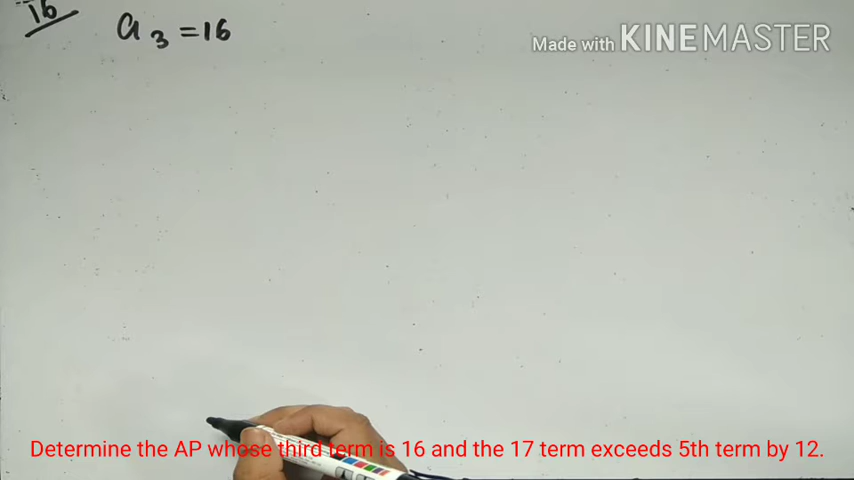 16
a3 = 16
Made with KINEMASTER
Determine the AP whose third term is 16 and the 17 term exceeds 5th term by 12.